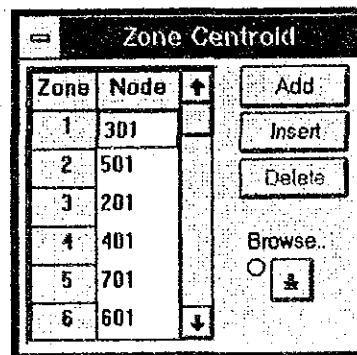 Zone Centroid
Zone Node
1 301
2 501
3 201
4 401
5 701
6 601
Add
Insert
Delete
Browse..